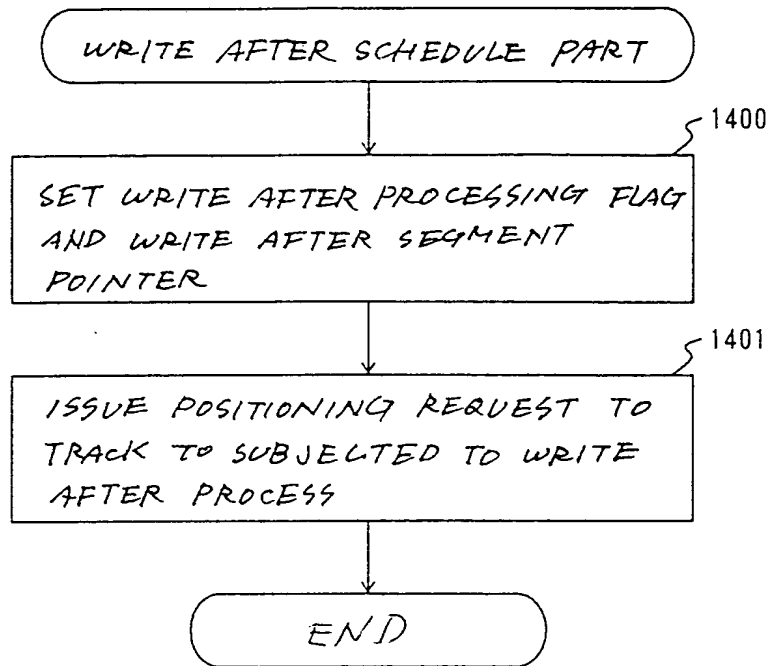 WRITE AFTER SCHEDULE PART
1400
SET WRITE AFTER PROCESSING FLAG
AND WRITE AFTER SEGMENT
POINTER
1401
ISSUE POSITIONING REQUEST TO
TRACK TO SUBJECTED TO WRITE
AFTER PROCESS
END